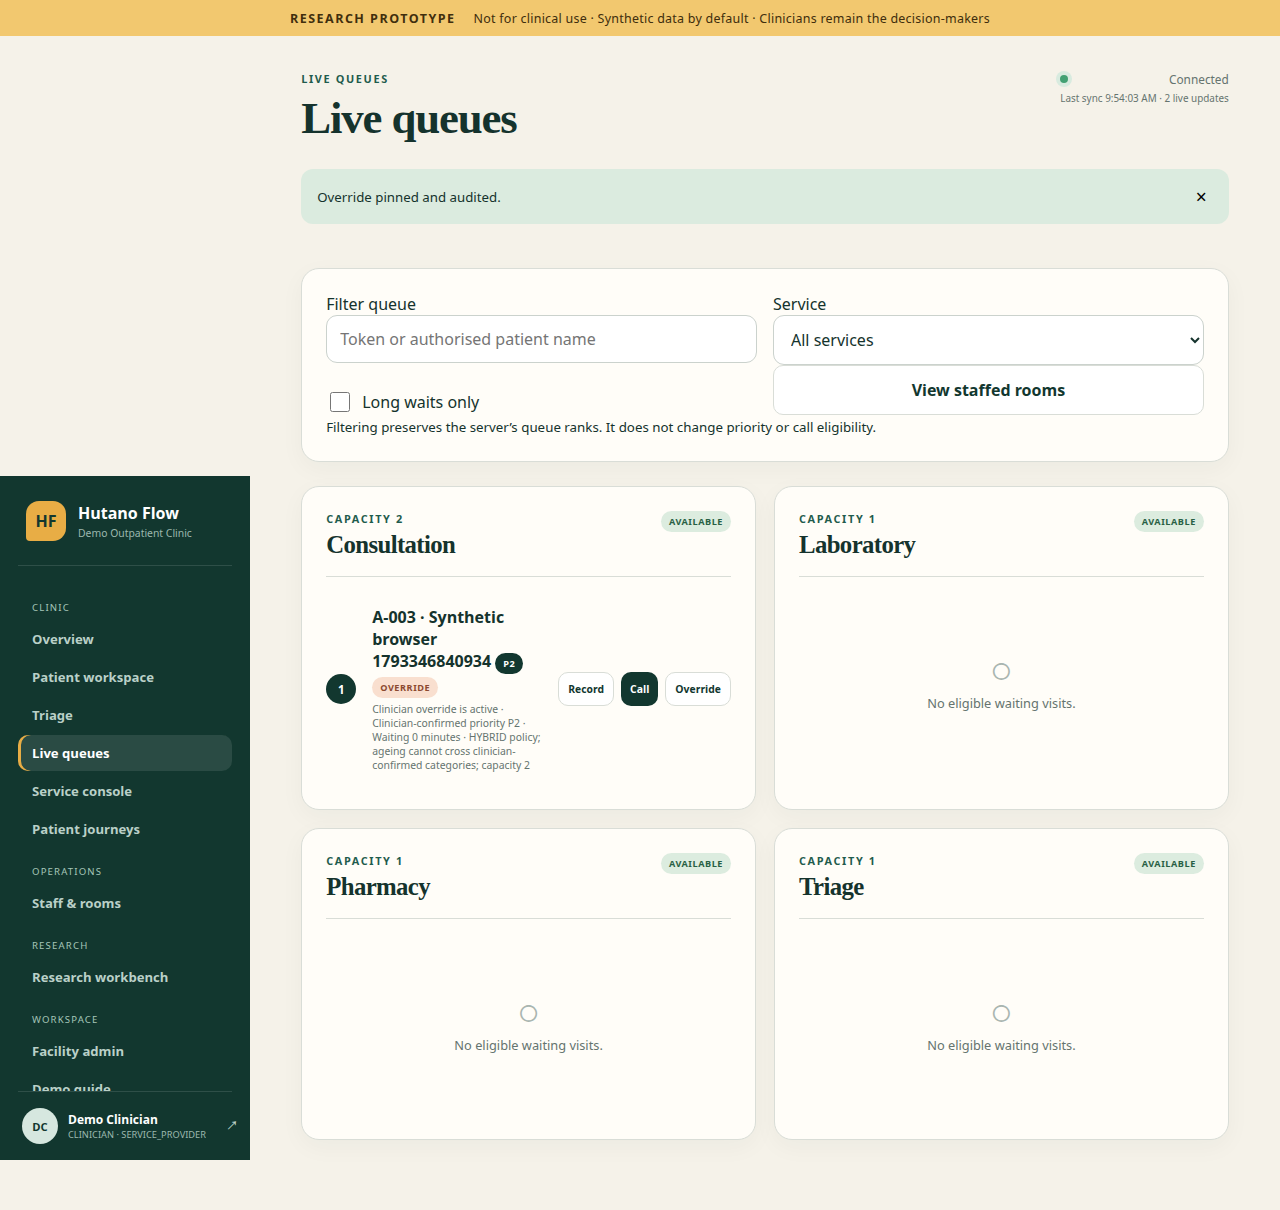 RESEARCH PROTOTYPE Not for clinical use · Synthetic data by default · Clinicians remain the decision-makers
LIVE QUEUES
Live queues
Connected
Last sync 9:54:03 AM · 2 live updates
Override pinned and audited.
×
Filter queue
Token or authorised patient name
Service
All services
Long waits only
View staffed rooms
Filtering preserves the server’s queue ranks. It does not change priority or call eligibility.
HF
Hutano Flow
Demo Outpatient Clinic
CLINIC
Overview
Patient workspace
Triage
Live queues
Service console
Patient journeys
OPERATIONS
Staff & rooms
RESEARCH
Research workbench
WORKSPACE
Facility admin
Demo guide
DC
Demo Clinician
CLINICIAN · SERVICE_PROVIDER
↗
CAPACITY 2
Consultation
AVAILABLE
1
A-003 · Synthetic
browser
1793346840934 P2
OVERRIDE
Clinician override is active ·
Clinician-confirmed priority P2 ·
Waiting 0 minutes · HYBRID policy;
ageing cannot cross clinician-
confirmed categories; capacity 2
Record
Call
Override
CAPACITY 1
Laboratory
AVAILABLE
No eligible waiting visits.
CAPACITY 1
Pharmacy
AVAILABLE
No eligible waiting visits.
CAPACITY 1
Triage
AVAILABLE
No eligible waiting visits.